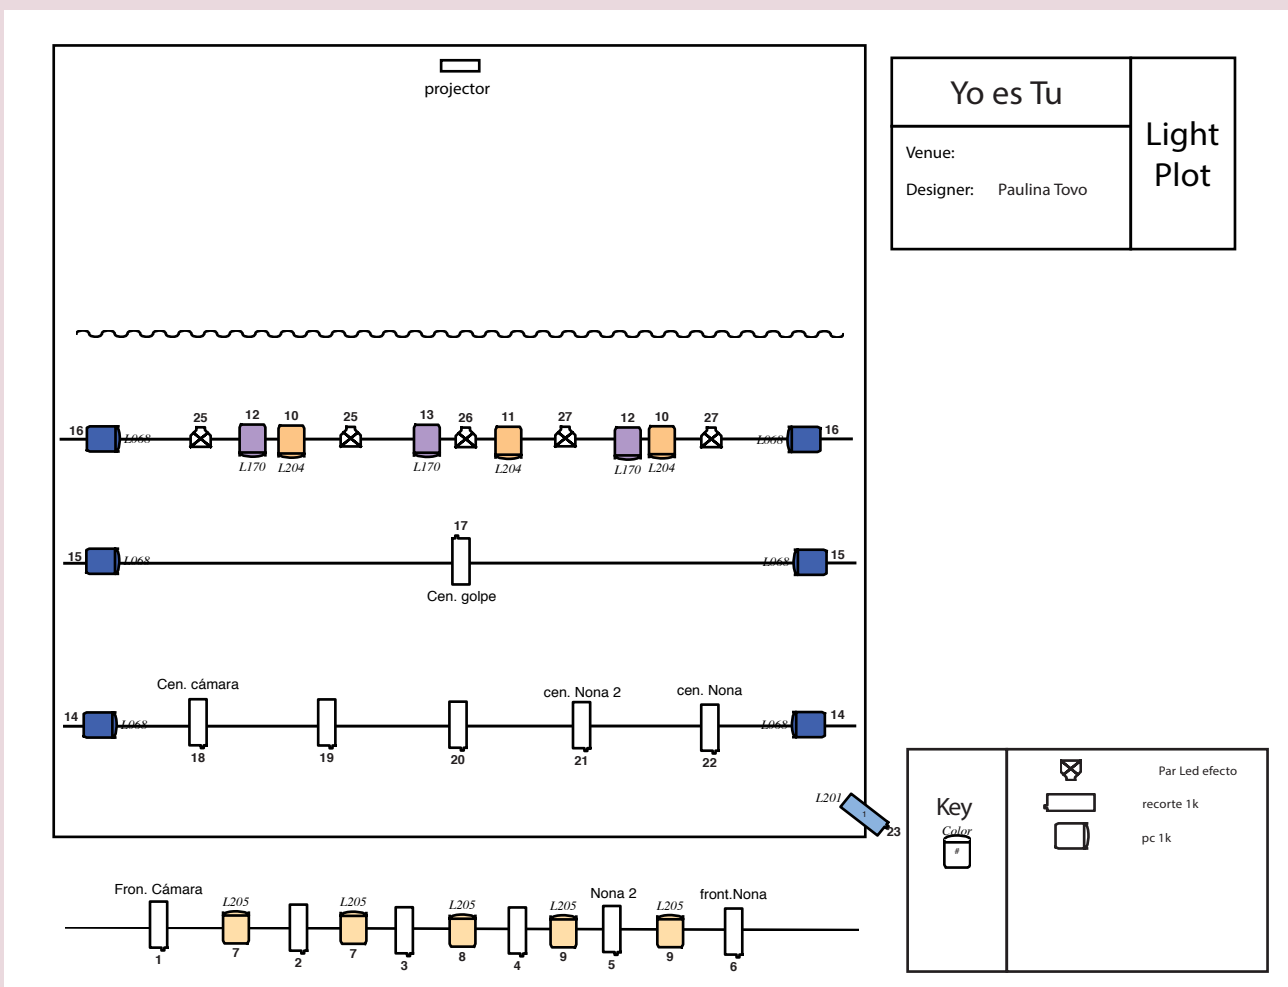 projector
Yo es Tu
Light
Plot
Venue:
Designer: Paulina Tovo
16 L068 25 12 10 25 13 26 11 27 12 10 27 L068 16
L170 L204 L170 L204 L170 L204
17
15 L068 L068 15
Cen. golpe
Cen. cámara cen. Nona 2 cen. Nona
14 L068 L068 14
18 19 20 21 22
L201
1
23
Key
Color
#
Par Led efecto
recorte 1k
pc 1k
Fron. Cámara Nona 2 front.Nona
L205 L205 L205 L205 L205
1 7 2 7 3 8 4 9 5 9 6